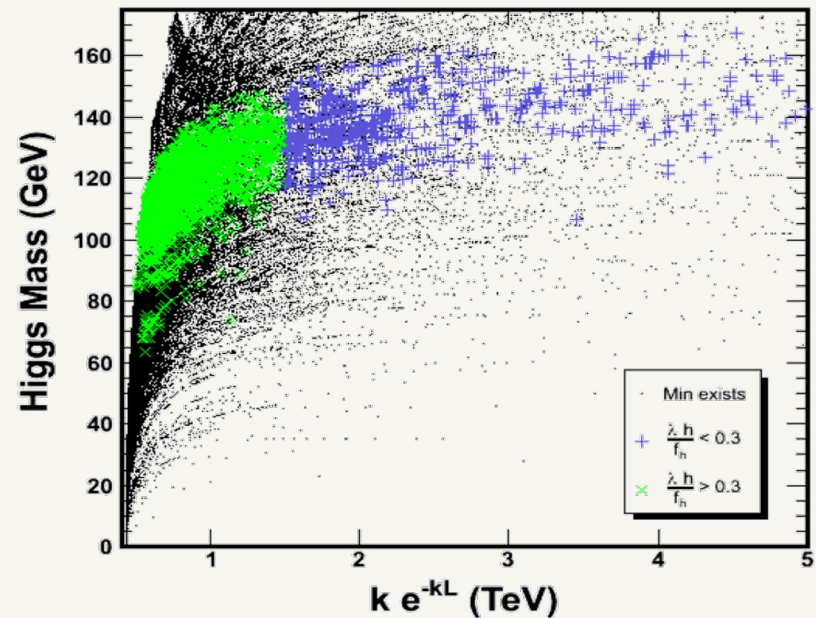 160
140
120
100
80
60
40
20
0
Higgs Mass (GeV)
1 2 3 4 5
k e^-kL (TeV)
Min exists
λ h / f_h < 0.3
λ h / f_h > 0.3